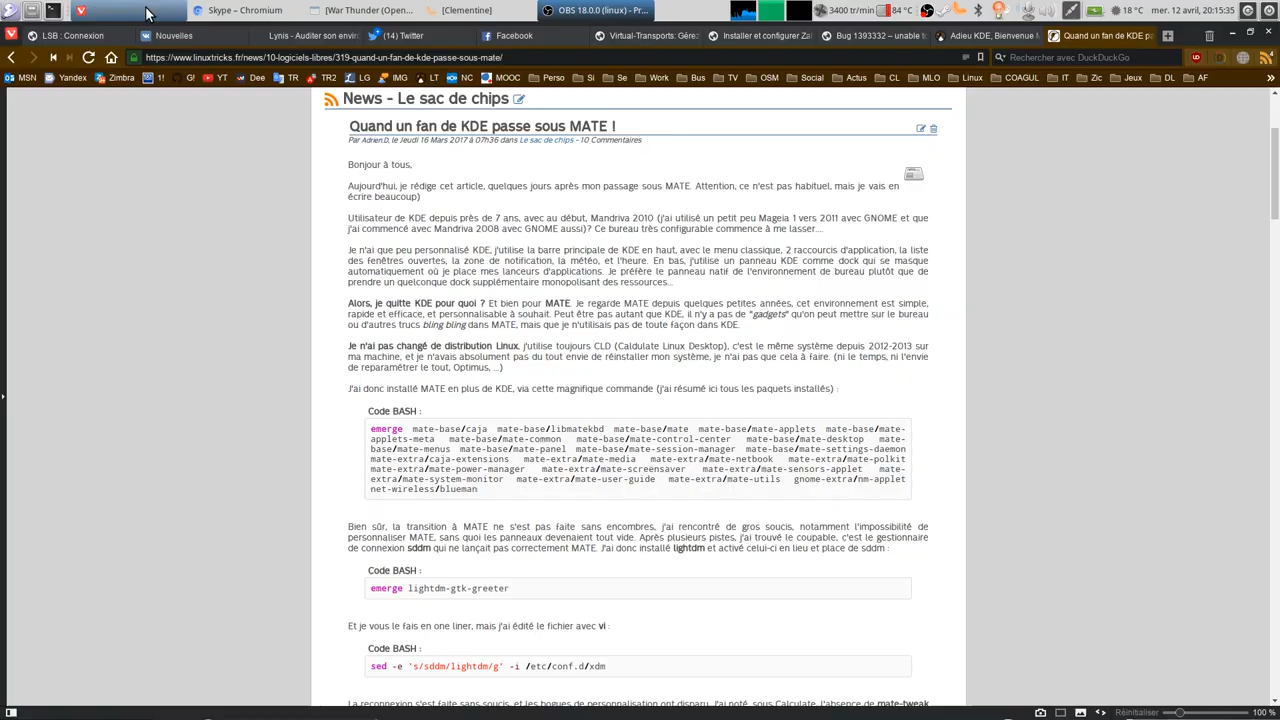 Skype – Chromium
[War Thunder (Open...
[Clementine]
OBS 18.0.0 (linux) - Pr...
3400 tr/min
84 °C
18 °C
mer. 12 avril, 20:15:35
LSB : Connexion
Nouvelles
Lynis - Auditer son enviro
(14) Twitter
Facebook
Virtual-Transports: Gérez
Installer et configurer Za
Bug 1393332 – unable t
Adieu KDE, Bienvenue M
Quand un fan de KDE pa
https://www.linuxtricks.fr/news/10-logiciels-libres/319-quand-un-fan-de-kde-passe-sous-mate/
Rechercher avec DuckDuckGo
MSN
Yandex
Zimbra
1!
G!
YT
Dee
TR
LG
IMG
LT
NC
MOOC
Perso
Si
Se
Work
Bus
TV
OSM
Social
Actus
CL
MLO
Linux
COAGUL
IT
Zic
Jeux
DL
AF
News - Le sac de chips
Quand un fan de KDE passe sous MATE !
Par Adrien.D, le Jeudi 16 Mars 2017 à 07h36 dans Le sac de chips - 10 Commentaires
Bonjour à tous,
Aujourd'hui, je rédige cet article, quelques jours après mon passage sous MATE. Attention, ce n'est pas habituel, mais je vais en
écrire beaucoup)
Utilisateur de KDE depuis près de 7 ans, avec au début, Mandriva 2010 (j'ai utilisé un petit peu Mageia 1 vers 2011 avec GNOME et que
j'ai commencé avec Mandriva 2008 avec GNOME aussi)? Ce bureau très configurable commence à me lasser....
Je n'ai que peu personnalisé KDE, j'utilise la barre principale de KDE en haut, avec le menu classique, 2 raccourcis d'application, la liste
des fenêtres ouvertes, la zone de notification, la météo, et l'heure. En bas, j'utilise un panneau KDE comme dock qui se masque
automatiquement où je place mes lanceurs d'applications. Je préfère le panneau natif de l'environnement de bureau plutôt que de
prendre un quelconque dock supplémentaire monopolisant des ressources...
Alors, je quitte KDE pour quoi ? Et bien pour MATE. Je regarde MATE depuis quelques petites années, cet environnement est simple,
rapide et efficace, et personnalisable à souhait. Peut être pas autant que KDE, il n'y a pas de "gadgets" qu'on peut mettre sur le bureau
ou d'autres trucs bling bling dans MATE, mais que je n'utilisais pas de toute façon dans KDE.
Je n'ai pas changé de distribution Linux, j'utilise toujours CLD (Caldulate Linux Desktop), c'est le même système depuis 2012-2013 sur
ma machine, et je n'avais absolument pas du tout envie de réinstaller mon système, je n'ai pas que cela à faire. (ni le temps, ni l'envie
de reparamétrer le tout, Optimus, ...)
J'ai donc installé MATE en plus de KDE, via cette magnifique commande (j'ai résumé ici tous les paquets installés) :
Code BASH :
emerge mate-base/caja mate-base/libmatekbd mate-base/mate mate-base/mate-applets mate-base/mate-
applets-meta mate-base/mate-common mate-base/mate-control-center mate-base/mate-desktop mate-
base/mate-menus mate-base/mate-panel mate-base/mate-session-manager mate-base/mate-settings-daemon
mate-extra/caja-extensions mate-extra/mate-media mate-extra/mate-netbook mate-extra/mate-polkit
mate-extra/mate-power-manager mate-extra/mate-screensaver mate-extra/mate-sensors-applet mate-
extra/mate-system-monitor mate-extra/mate-user-guide mate-extra/mate-utils gnome-extra/nm-applet
net-wireless/blueman
Bien sûr, la transition à MATE ne s'est pas faite sans encombres, j'ai rencontré de gros soucis, notamment l'impossibilité de
personnaliser MATE, sans quoi les panneaux devenaient tout vide. Après plusieurs pistes, j'ai trouvé le coupable, c'est le gestionnaire
de connexion sddm qui ne lançait pas correctement MATE. J'ai donc installé lightdm et activé celui-ci en lieu et place de sddm :
Code BASH :
emerge lightdm-gtk-greeter
Et je vous le fais en one liner, mais j'ai édité le fichier avec vi :
Code BASH :
sed -e 's/sddm/lightdm/g' -i /etc/conf.d/xdm
La reconnexion s'est faite sans soucis, et les bogues de personnalisation ont disparu. J'ai noté, sous Calculate, l'absence de mate-tweak
Réinitialiser
100 %